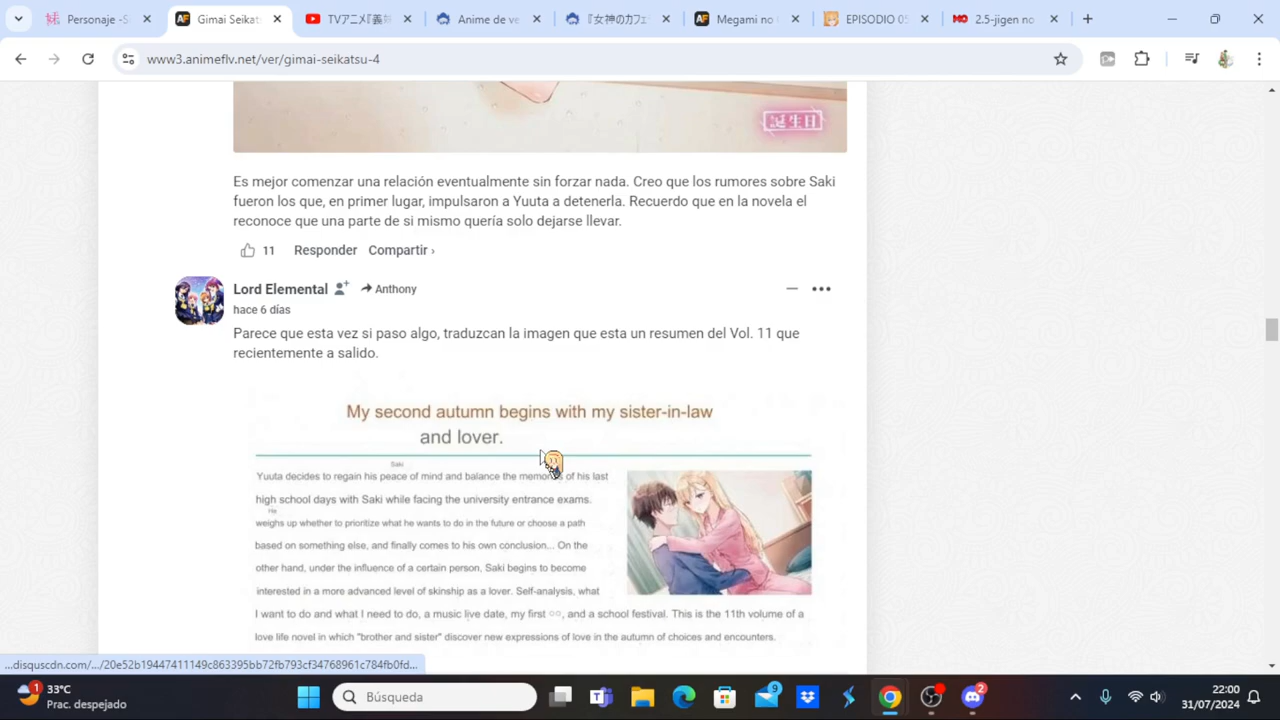 Personaje -S
Gimai Seikats
TVアニメ『義妹
Anime de ve
『女神のカフェ
Megami no
EPISODIO 05
2.5-jigen no
www3.animeflv.net/ver/gimai-seikatsu-4
誕生日
Es mejor comenzar una relación eventualmente sin forzar nada. Creo que los rumores sobre Saki
fueron los que, en primer lugar, impulsaron a Yuuta a detenerla. Recuerdo que en la novela el
reconoce que una parte de si mismo quería solo dejarse llevar.
11 Responder Compartir ›
Lord Elemental Anthony
hace 6 días
Parece que esta vez si paso algo, traduzcan la imagen que esta un resumen del Vol. 11 que
recientemente a salido.
My second autumn begins with my sister-in-law
and lover.
Saki
Yuuta decides to regain his peace of mind and balance the memories of his last
high school days with Saki while facing the university entrance exams.
He
weighs up whether to prioritize what he wants to do in the future or choose a path
based on something else, and finally comes to his own conclusion... On the
other hand, under the influence of a certain person, Saki begins to become
interested in a more advanced level of skinship as a lover. Self-analysis, what
I want to do and what I need to do, a music live date, my first ○○, and a school festival. This is the 11th volume of a
love life novel in which "brother and sister" discover new expressions of love in the autumn of choices and encounters.
...disquscdn.com/.../20e52b19447411149c863395bb72fb793cf34768961c784fb0fd...
1
33°C
Prac. despejado
Búsqueda
9
2
22:00
31/07/2024